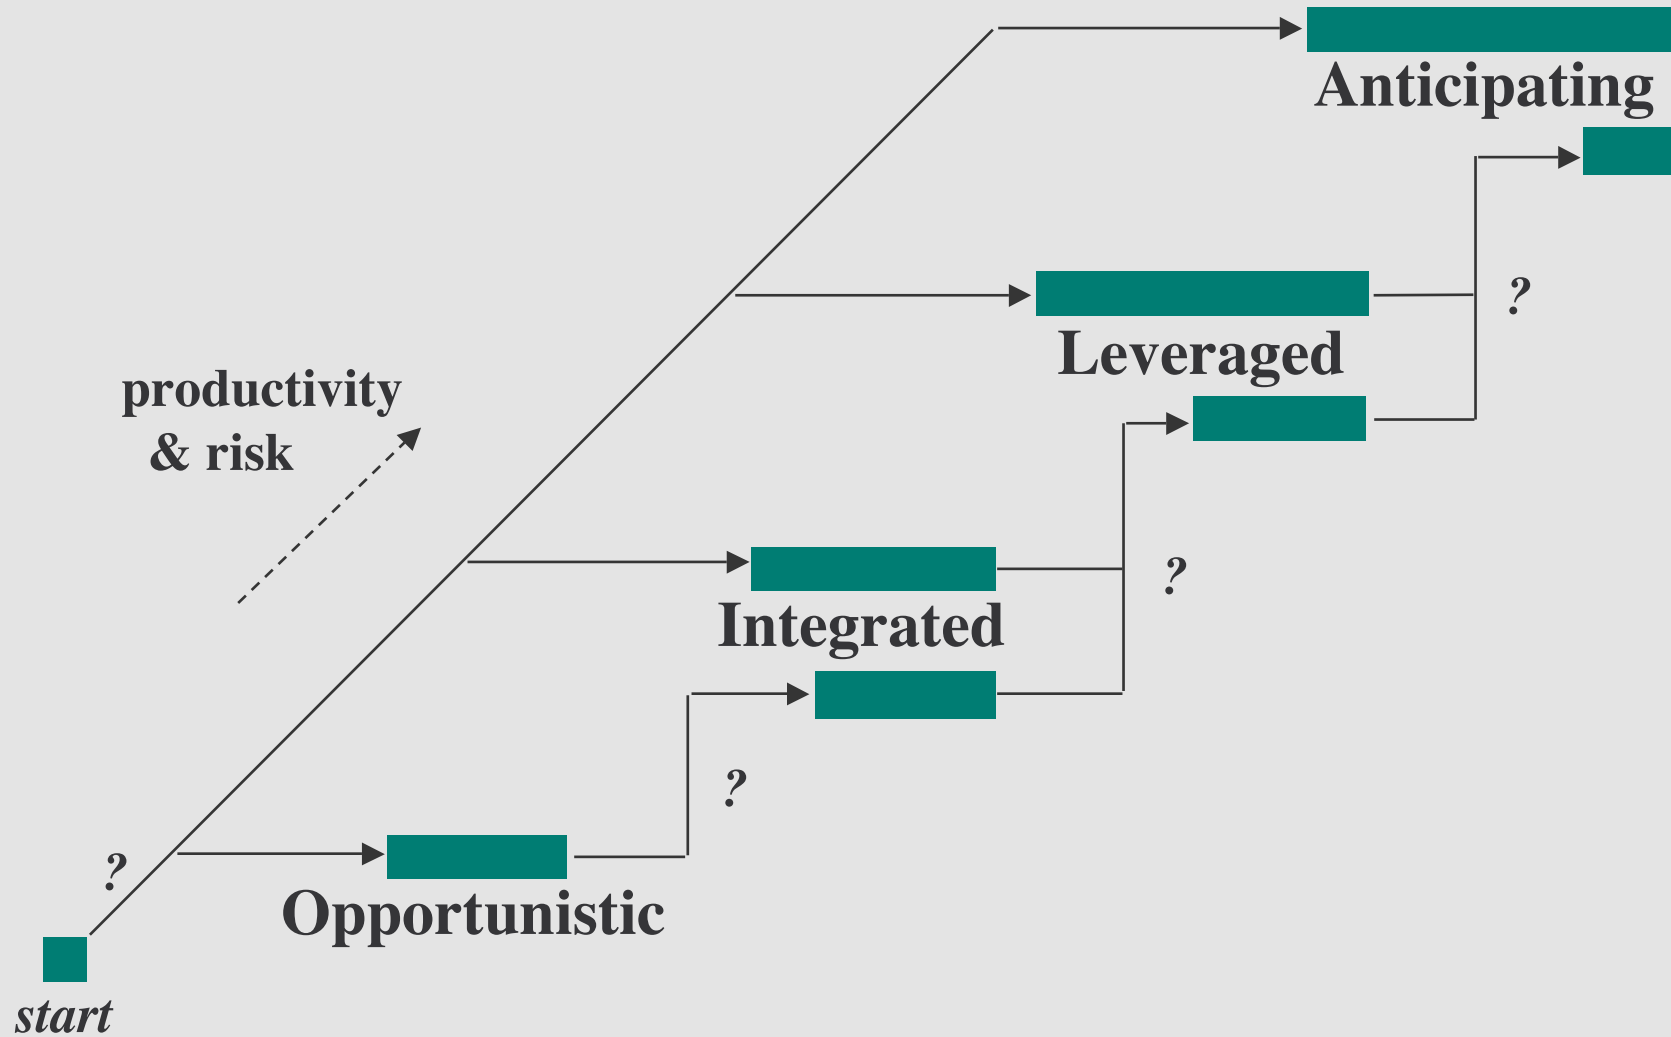 Anticipating
?
Leveraged
productivity
& risk
?
Integrated
?
?
Opportunistic
start